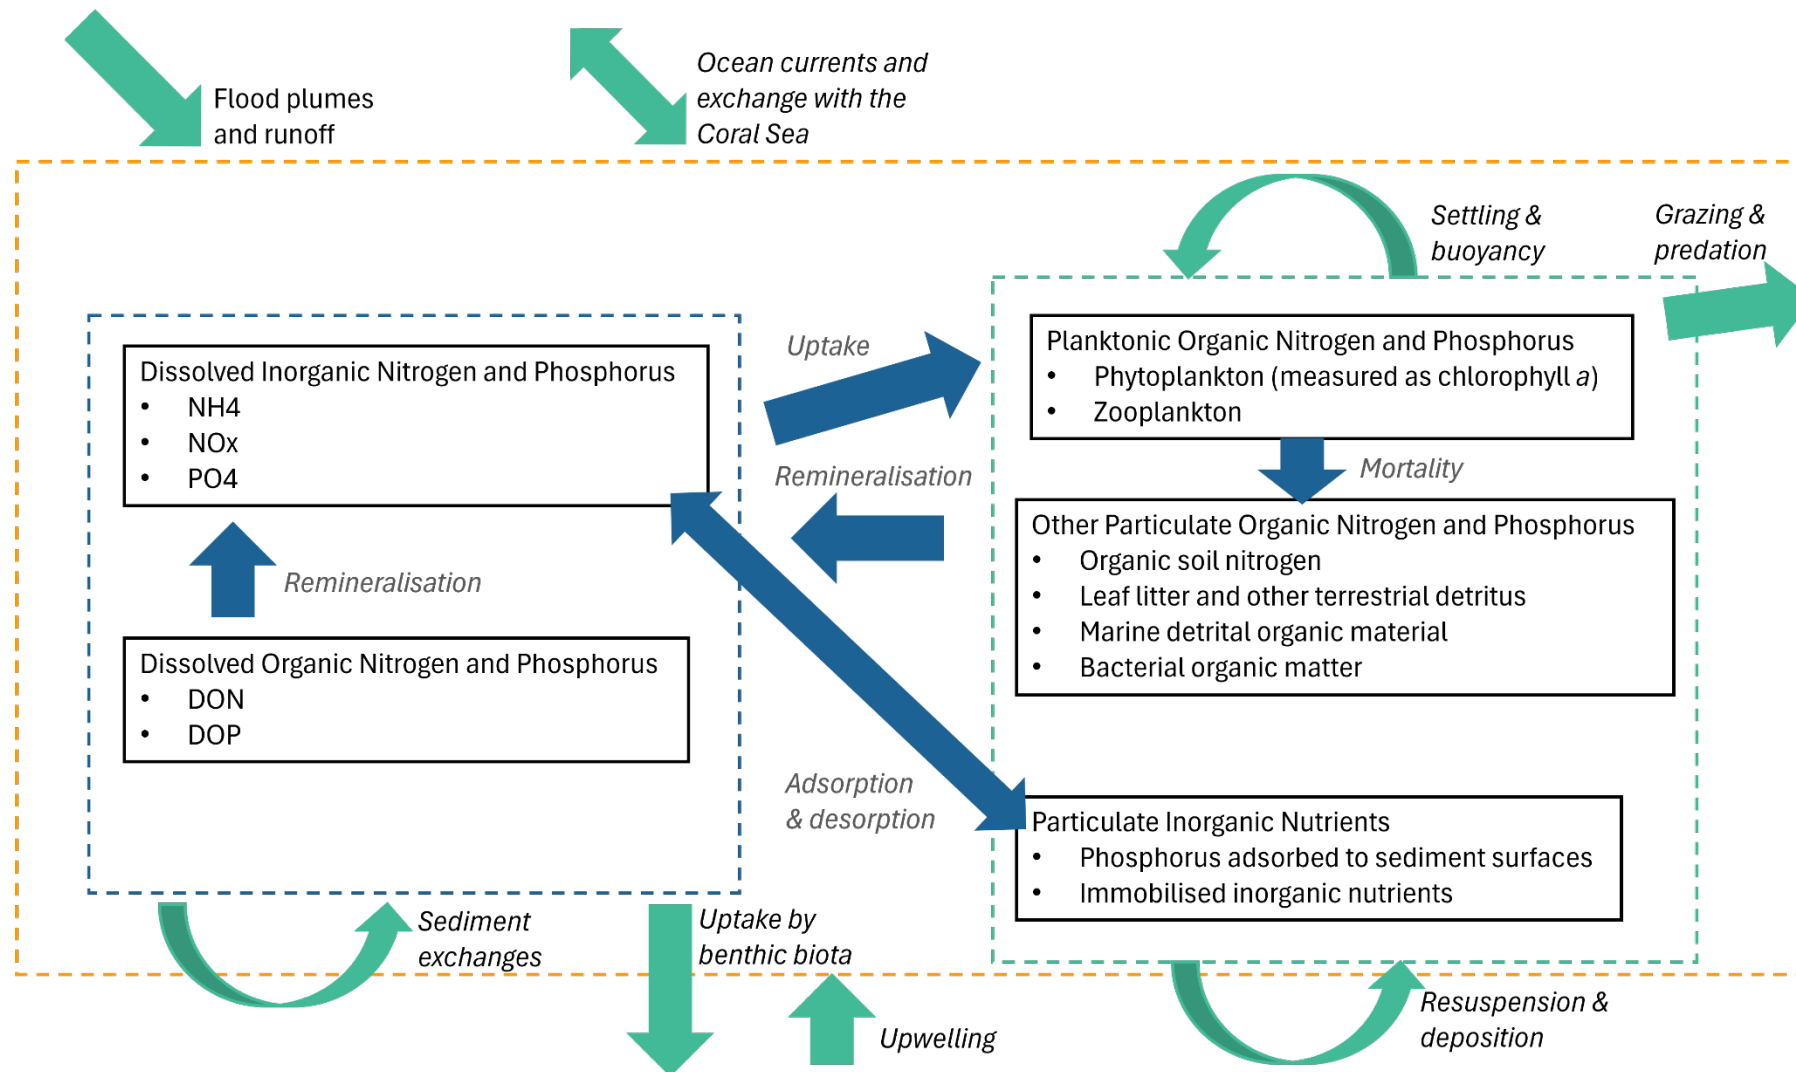 Flood plumes
and runoff
Ocean currents and
exchange with the
Coral Sea
Settling &
buoyancy
Grazing &
predation
Dissolved Inorganic Nitrogen and Phosphorus
• NH4
• NOx
• PO4
Remineralisation
Dissolved Organic Nitrogen and Phosphorus
• DON
• DOP
Uptake
Remineralisation
Adsorption
& desorption
Planktonic Organic Nitrogen and Phosphorus
• Phytoplankton (measured as chlorophyll a)
• Zooplankton
Mortality
Other Particulate Organic Nitrogen and Phosphorus
• Organic soil nitrogen
• Leaf litter and other terrestrial detritus
• Marine detrital organic material
• Bacterial organic matter
Particulate Inorganic Nutrients
• Phosphorus adsorbed to sediment surfaces
• Immobilised inorganic nutrients
Sediment
exchanges
Uptake by
benthic biota
Upwelling
Resuspension &
deposition